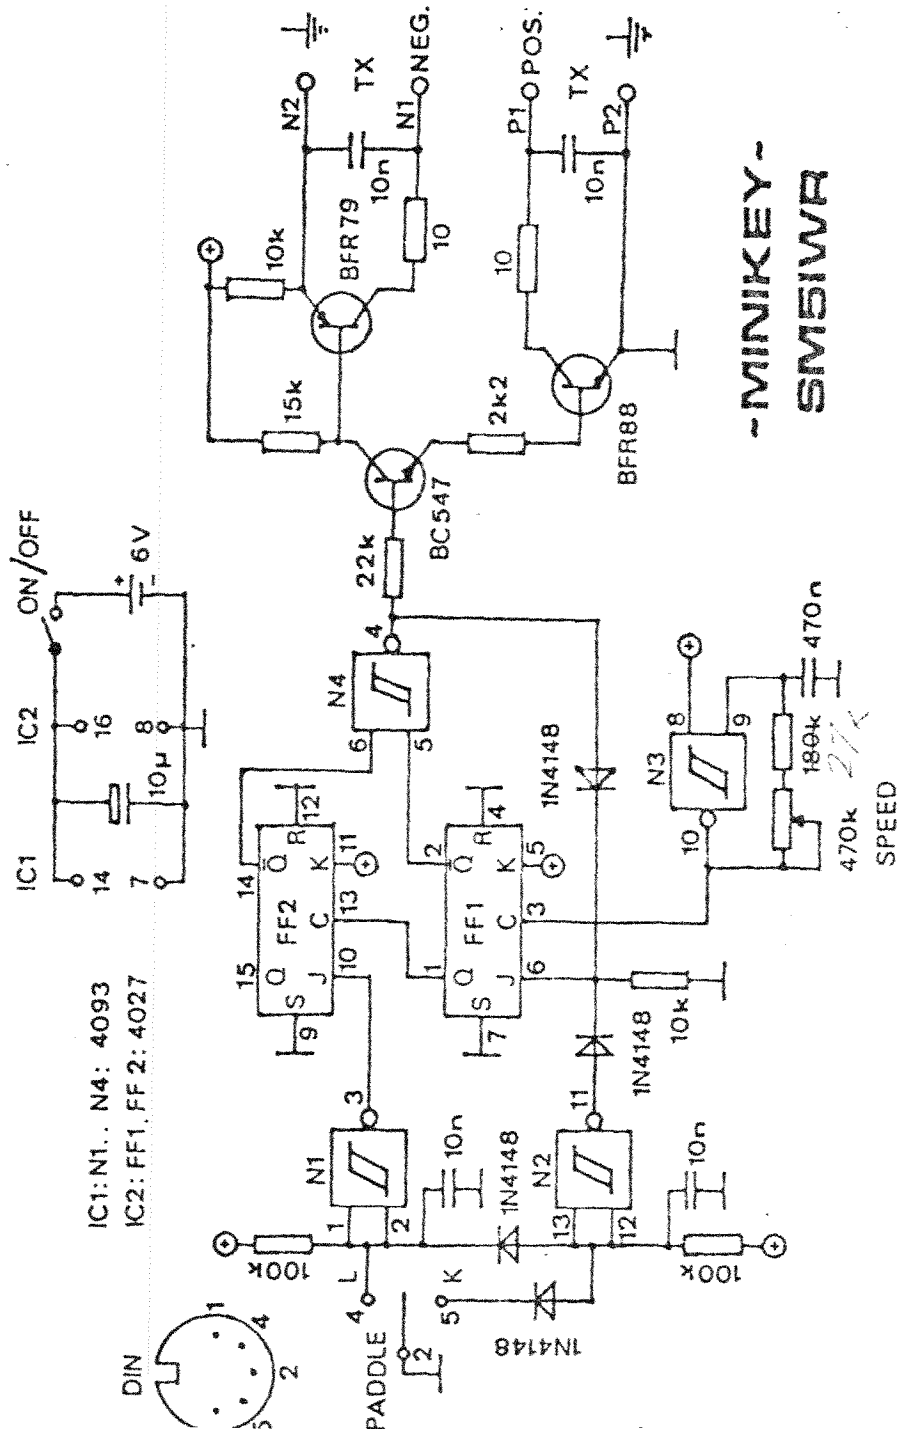 DIN
1
4
2
5
PADDLE
4
L
2
5
K
1N4148
100k
1
2
N1
3
10n
1N4148
13
12
N2
11
10n
100k
IC1: N1.. N4: 4093
IC2: FF1, FF 2: 4027
15
Q
14
Q̅
FF2
S
9
R
12
J
10
C
13
K
11
1
Q
2
Q̅
FF1
S
7
R
4
J
6
C
3
K
5
1N4148
10k
1N4148
IC1
14
7
10µ
IC2
16
8
ON/OFF
+
6V
-
6
5
N4
4
22k
BC547
N3
8
9
10
470k
180k
27k
470n
SPEED
15k
10k
BFR79
10
N2
10n
TX
N1
NEG.
2k2
BFR88
10
P1
POS.
10n
TX
P2
~MINIKEY~
SM5IWR